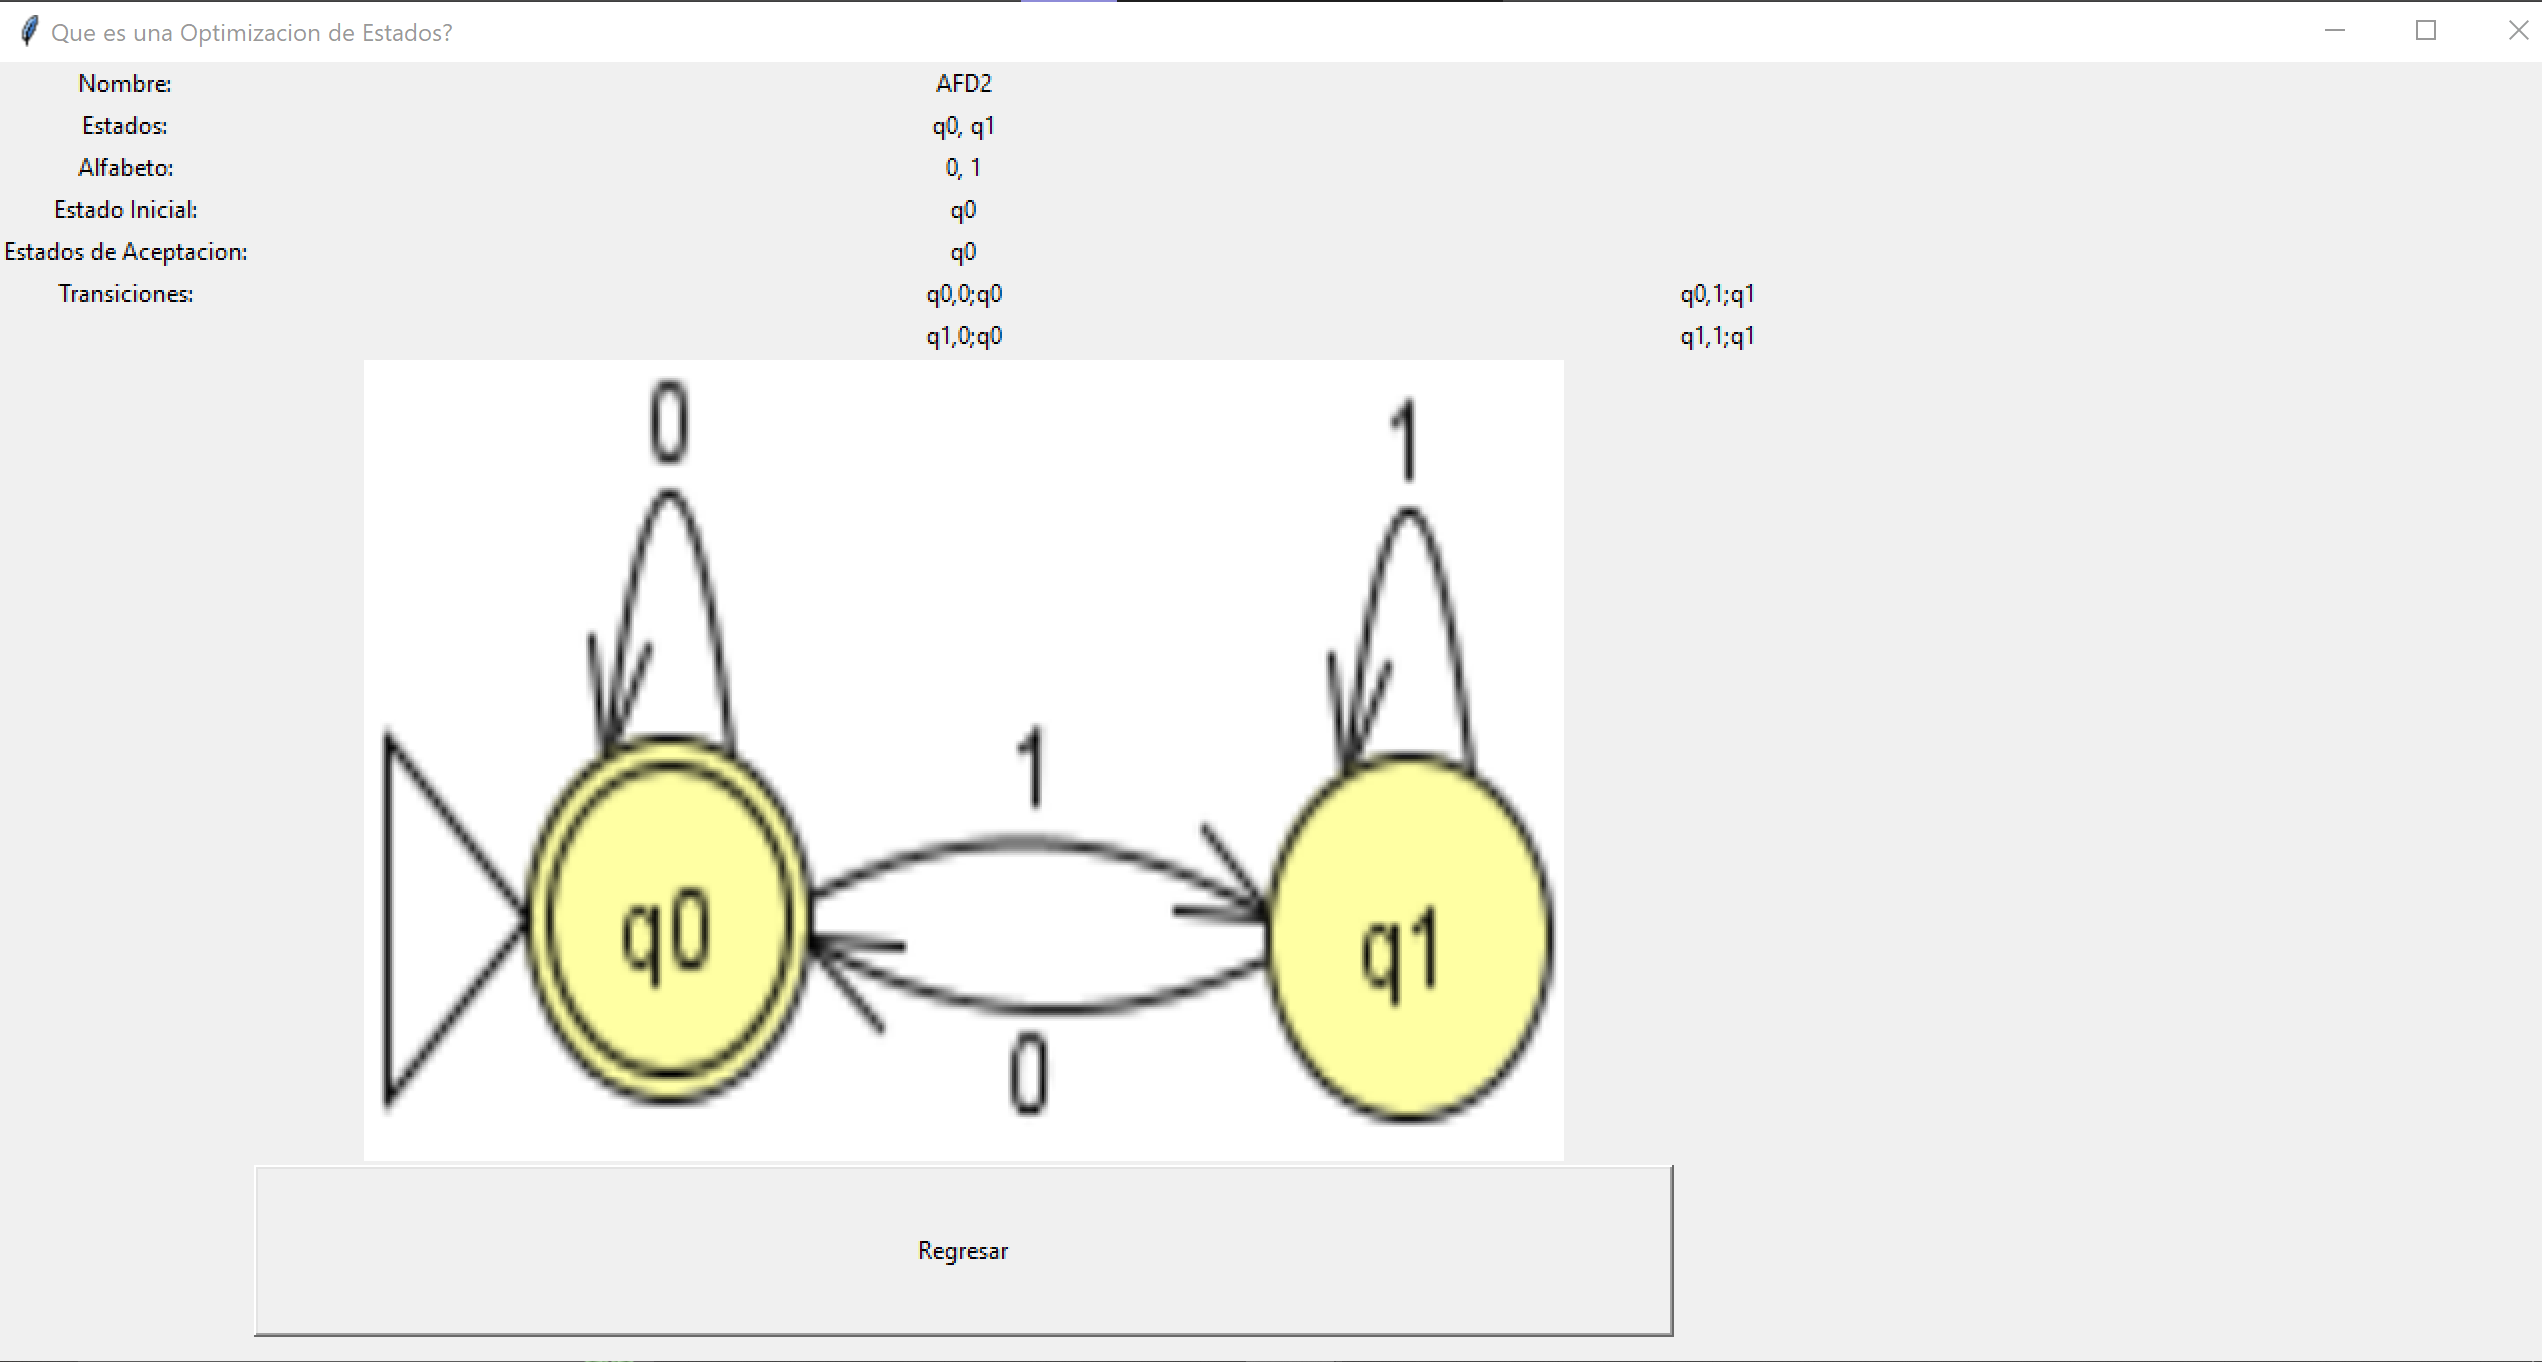 Que es una Optimizacion de Estados?
Nombre: AFD2
Estados: q0, q1
Alfabeto: 0, 1
Estado Inicial: q0
Estados de Aceptacion: q0
Transiciones: q0,0;q0 q0,1;q1
q1,0;q0 q1,1;q1
0 1
1
q0 q1
0
Regresar